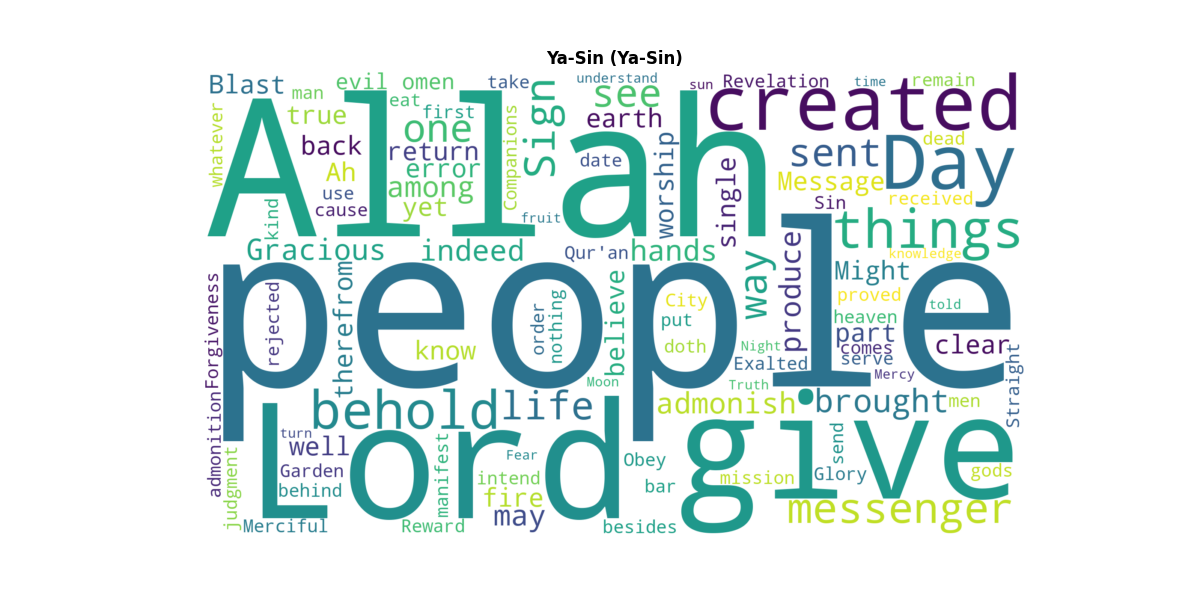 Ya-Sin (Ya-Sin)
Blast
man
evil
omen
take
understand
sun
Revelation
time
remain
whatever
true
eat
first
one
Companions
Sign
see
earth
created
Allah
back
return
error
Ah
among
use
cause
yet
kind
fruit
date
worship
single
sent
Day
dead
Message
received
Sin
things
Gracious
indeed
Qur'an
hands
way
produce
Might
knowledge
people
Forgiveness
rejected
therefrom
know
order
nothing
believe
City
put
doth
Moon
Night
Truth
Exalted
proved
told
heaven
part
comes
serve
Mercy
clear
Straight
admonition
behold
life
admonish
brought
men
Lord
give
turn
well
Garden
behind
judgment
Merciful
manifest
Reward
Fear
intend
fire
may
Obey
bar
besides
mission
Glory
send
gods
messenger